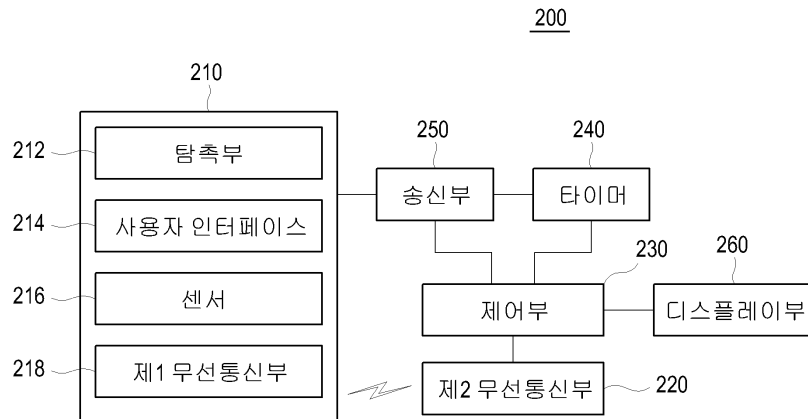 200
210
212
탐촉부
214
사용자 인터페이스
216
센서
218
제1 무선통신부
250
송신부
240
타이머
230
제어부
260
디스플레이부
제2 무선통신부
220